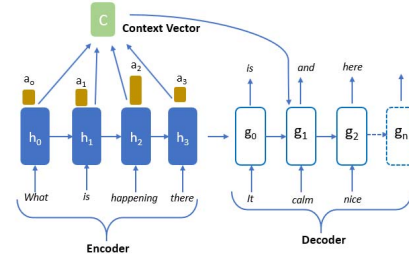 C
Context Vector
a₀ a₁ a₂ a₃
is and here
h₀ h₁ h₂ h₃ g₀ g₁ g₂ gₙ
What is happening there It calm nice
Encoder Decoder